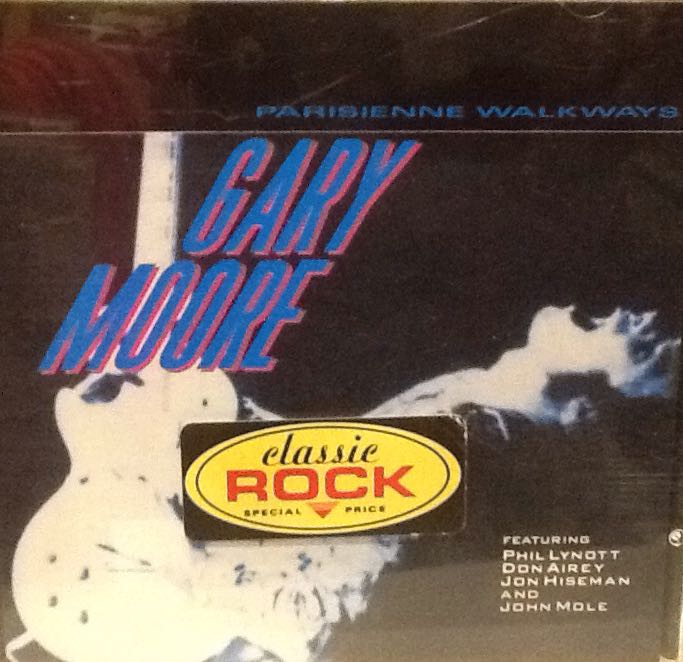 PARISIENNE WALKWAYS
GARY
MOORE
classic
ROCK
SPECIAL PRICE
FEATURING
PHIL LYNOTT
DON AIREY
JON HISEMAN
AND
JOHN MOLE